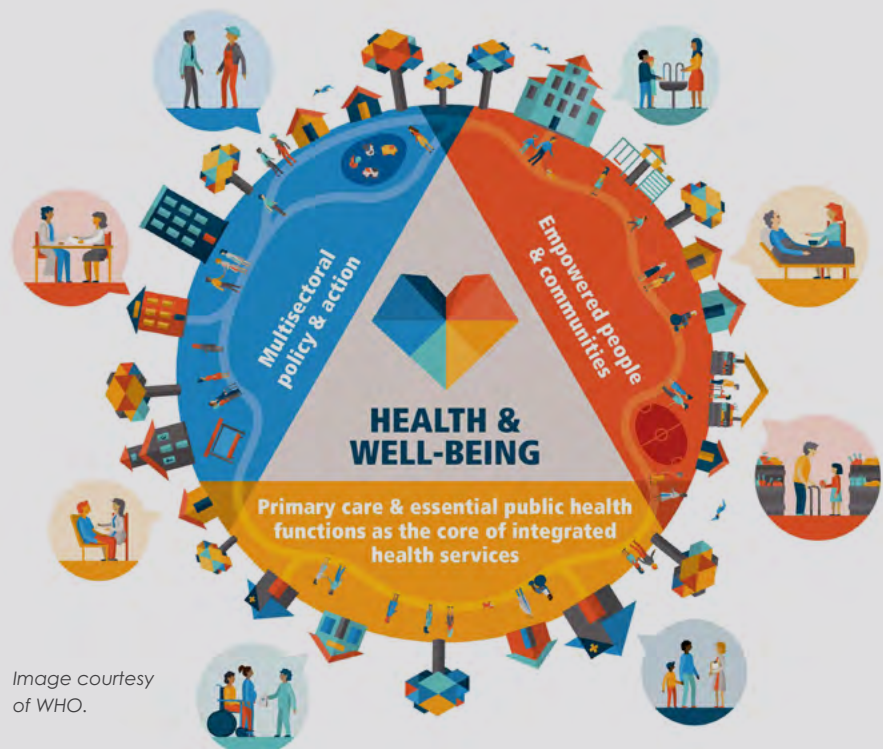 Multisectoral
policy & action
Empowered people
& communities
HEALTH &
WELL-BEING
Primary care & essential public health
functions as the core of integrated
health services
Image courtesy
of WHO.